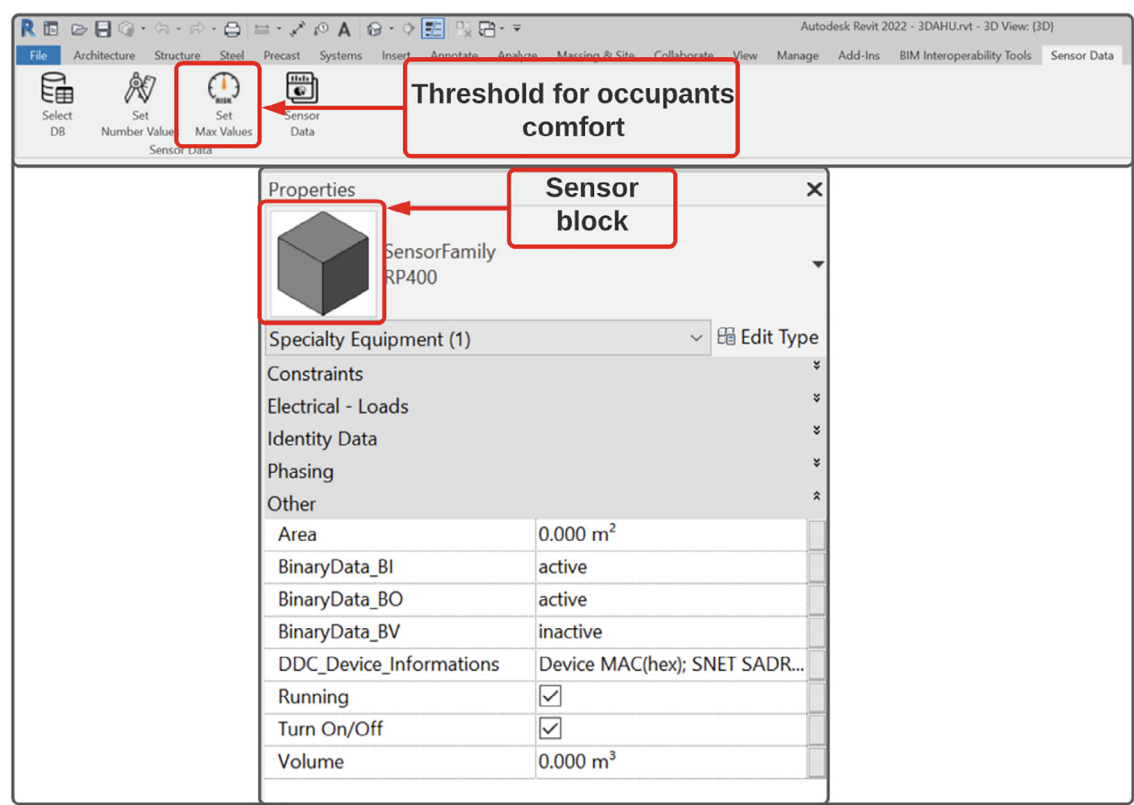 Autodesk Revit 2022 - 3DAHU.rvt - 3D View: {3D}
File Architecture Structure Steel Precast Systems Insert Annotate Analyze Massing & Site Collaborate View Manage Add-Ins BIM Interoperability Tools Sensor Data
Select
DB
Set
Number Values
RISK
Set
Max Values
Sensor
Data
Sensor Data
Threshold for occupants
comfort
Properties
Sensor
block
SensorFamily
RP400
Specialty Equipment (1)
Edit Type
Constraints
Electrical - Loads
Identity Data
Phasing
Other
Area 0.000 m²
BinaryData_BI active
BinaryData_BO active
BinaryData_BV inactive
DDC_Device_Informations Device MAC(hex); SNET SADR...
Running
Turn On/Off
Volume 0.000 m³